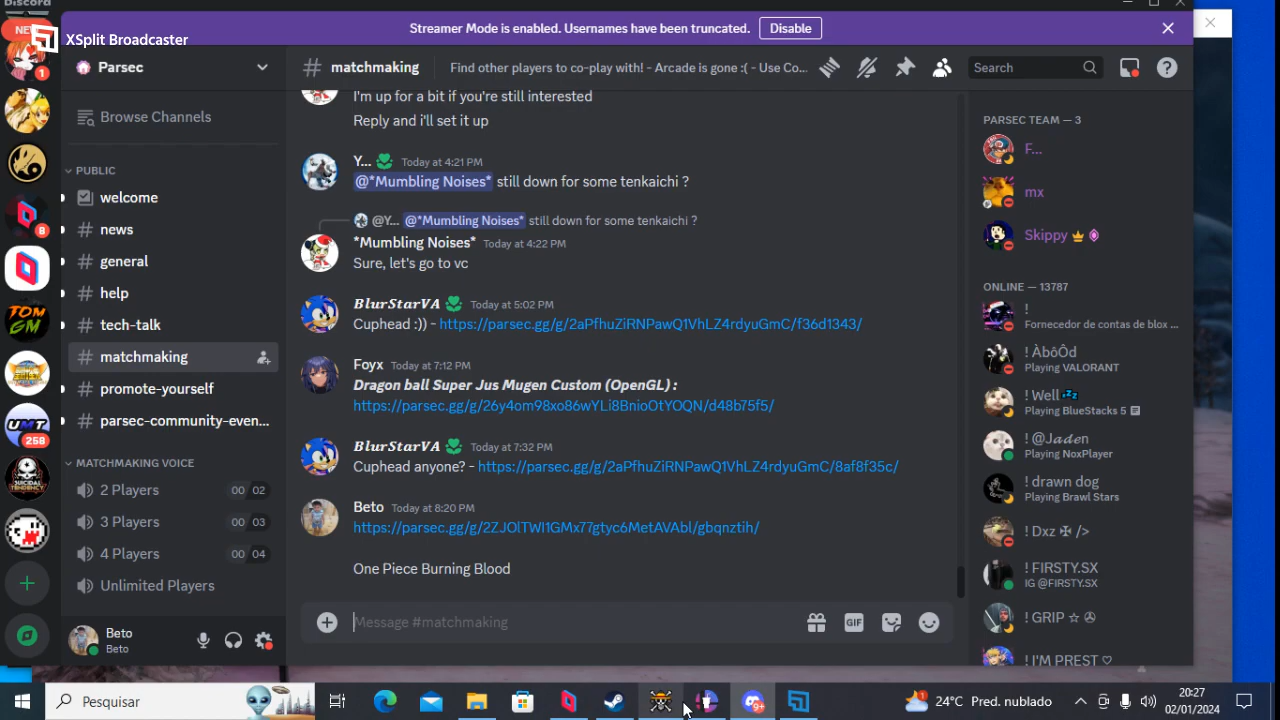 Discord
XSplit Broadcaster
Streamer Mode is enabled. Usernames have been truncated.
Disable
1
8
TOM
GM
UMT
258
SUICIDAL
TENDENCY
Parsec
Browse Channels
PUBLIC
welcome
news
general
help
tech-talk
matchmaking
promote-yourself
parsec-community-even...
MATCHMAKING VOICE
2 Players 00 02
3 Players 00 03
4 Players 00 04
Unlimited Players
Beto
Beto
# matchmaking
Find other players to co-play with! - Arcade is gone :( - Use Co...
Search
I'm up for a bit if you're still interested
Reply and i'll set it up
Y... Today at 4:21 PM
@*Mumbling Noises* still down for some tenkaichi ?
@Y... @*Mumbling Noises* still down for some tenkaichi ?
*Mumbling Noises* Today at 4:22 PM
Sure, let's go to vc
BlurStarVA Today at 5:02 PM
Cuphead :)) - https://parsec.gg/g/2aPfhuZiRNPawQ1VhLZ4rdyuGmC/f36d1343/
Foyx Today at 7:12 PM
Dragon ball Super Jus Mugen Custom (OpenGL) :
https://parsec.gg/g/26y4om98xo86wYLi8BnioOtYOQN/d48b75f5/
BlurStarVA Today at 7:32 PM
Cuphead anyone? - https://parsec.gg/g/2aPfhuZiRNPawQ1VhLZ4rdyuGmC/8af8f35c/
Beto Today at 8:20 PM
https://parsec.gg/g/2ZJOlTWI1GMx77gtyc6MetAVAbl/gbqnztih/
One Piece Burning Blood
Message #matchmaking
GIF
PARSEC TEAM — 3
F...
mx
Skippy
ONLINE — 13787
!
Fornecedor de contas de blox ...
! ÀbôÔd
Playing VALORANT
! Well
Playing BlueStacks 5
! @Jaden
Playing NoxPlayer
! drawn dog
Playing Brawl Stars
! Dxz ✠ />
! FIRSTY.SX
IG @FIRSTY.SX
! GRIP ☆ ✇
! I'M PREST ♡
Pesquisar
9+
24°C Pred. nublado
20:27
02/01/2024